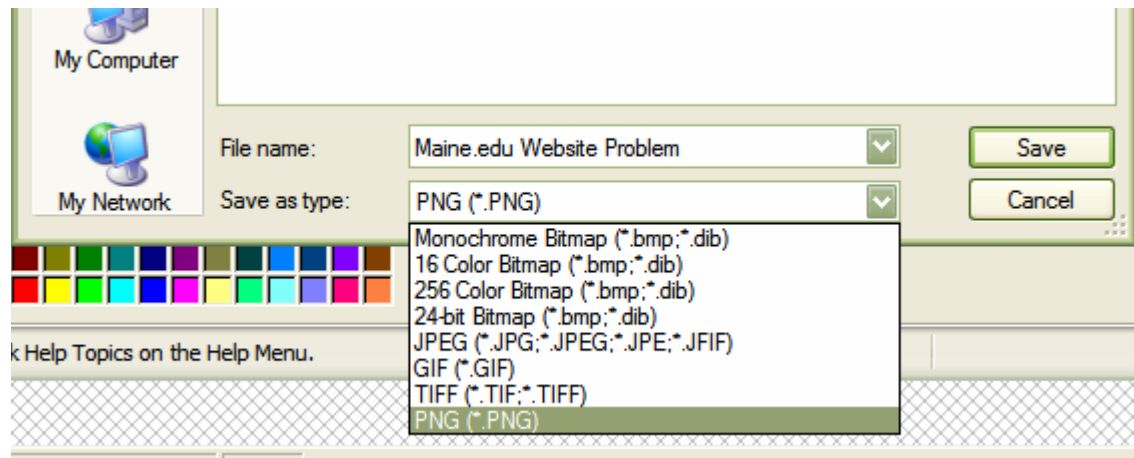 My Computer
File name:
Maine.edu Website Problem
Save
My Network
Save as type:
PNG (*.PNG)
Cancel
Monochrome Bitmap (*.bmp;*.dib)
16 Color Bitmap (*.bmp;*.dib)
256 Color Bitmap (*.bmp;*.dib)
24-bit Bitmap (*.bmp;*.dib)
JPEG (*.JPG;*.JPEG;*.JPE;*.JFIF)
GIF (*.GIF)
TIFF (*.TIF;*.TIFF)
PNG (*.PNG)
k Help Topics on the Help Menu.